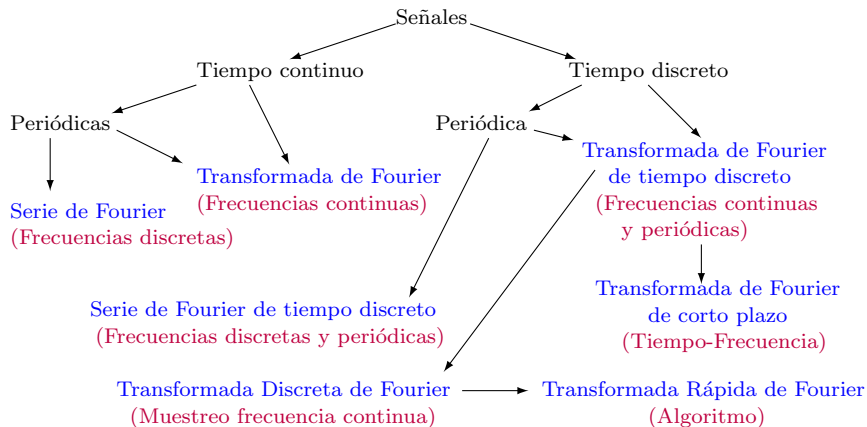 Señales
Tiempo continuo
Tiempo discreto
Periódicas
Periódica
Transformada de Fourier
de tiempo discreto
(Frecuencias continuas
y periódicas)
Transformada de Fourier
(Frecuencias continuas)
Serie de Fourier
(Frecuencias discretas)
Transformada de Fourier
de corto plazo
(Tiempo-Frecuencia)
Serie de Fourier de tiempo discreto
(Frecuencias discretas y periódicas)
Transformada Discreta de Fourier
(Muestreo frecuencia continua)
Transformada Rápida de Fourier
(Algoritmo)